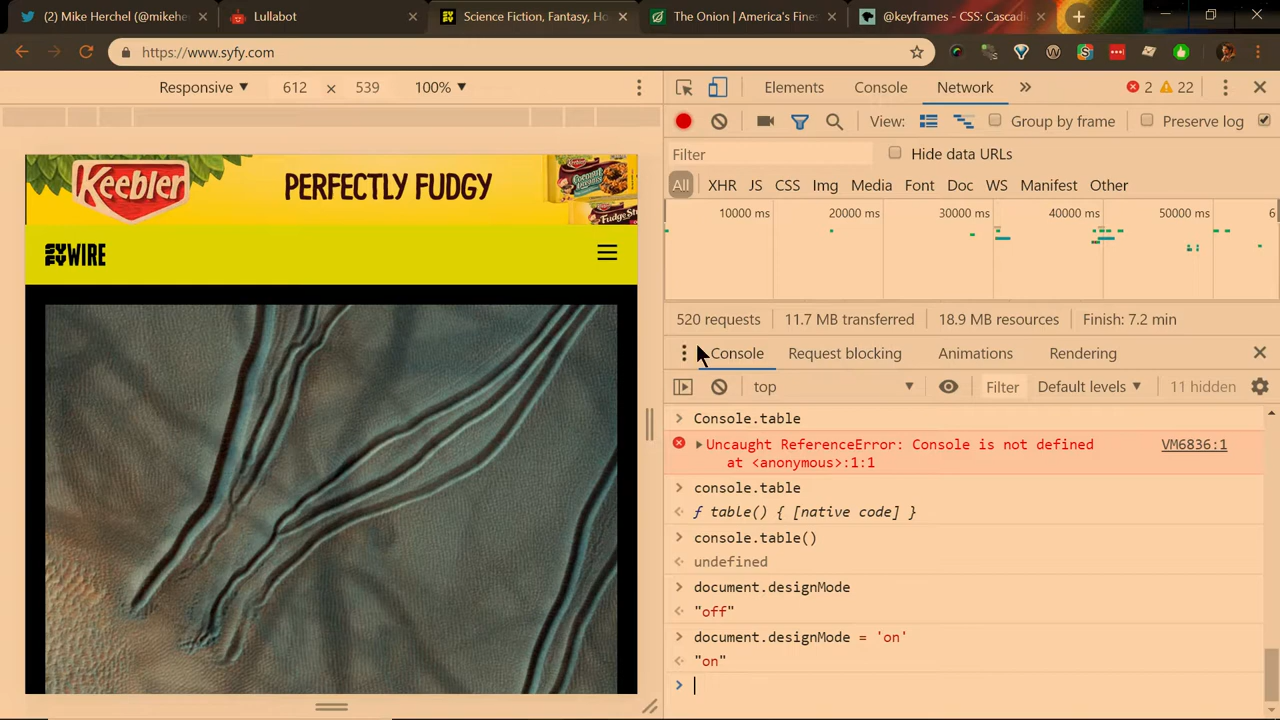 (2) Mike Herchel (@mikehe
Lullabot
Science Fiction, Fantasy, Ho
The Onion | America's Fines
@keyframes - CSS: Cascadi
https://www.syfy.com
Responsive
612 × 539
100%
Elements
Console
Network
2
22
View:
Group by frame
Preserve log
Filter
Hide data URLs
All
XHR
JS
CSS
Img
Media
Font
Doc
WS
Manifest
Other
10000 ms
20000 ms
30000 ms
40000 ms
50000 ms
6
520 requests
11.7 MB transferred
18.9 MB resources
Finish: 7.2 min
Console
Request blocking
Animations
Rendering
top
Filter
Default levels
11 hidden
Console.table
Uncaught ReferenceError: Console is not defined
VM6836:1
at <anonymous>:1:1
console.table
ƒ table() { [native code] }
console.table()
undefined
document.designMode
"off"
document.designMode = 'on'
"on"
Keebler
PERFECTLY FUDGY
SYFY WIRE